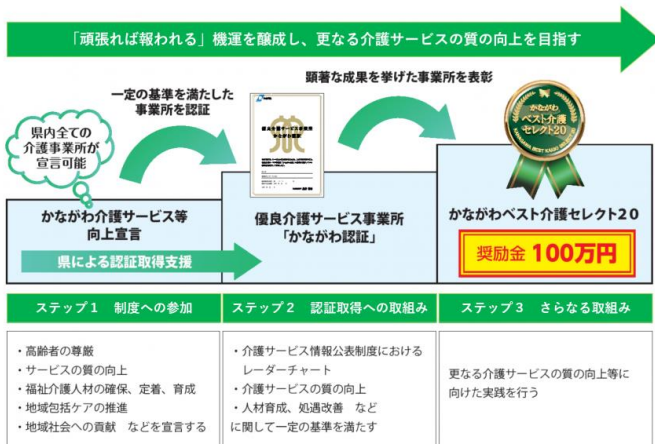 「頑張れば報われる」機運を醸成し、更なる介護サービスの質の向上を目指す
一定の基準を満たした
事業所を認証
顕著な成果を挙げた事業所を表彰
県内全ての
介護事業所が
宣言可能
優良介護サービス事業所
かながわ認証
かながわ
ベスト介護
セレクト20
かながわ介護サービス等
向上宣言
県による認証取得支援
優良介護サービス事業所
「かながわ認証」
かながわベスト介護セレクト20
奨励金 100万円
ステップ1 制度への参加
ステップ2 認証取得への取組み
ステップ3 さらなる取組み
・高齢者の尊厳
・サービスの質の向上
・福祉介護人材の確保、定着、育成
・地域包括ケアの推進
・地域社会への貢献 などを宣言する
・介護サービス情報公表制度における
レーダーチャート
・介護サービスの質の向上
・人材育成、処遇改善 など
に関して一定の基準を満たす
更なる介護サービスの質の向上等に
向けた実践を行う